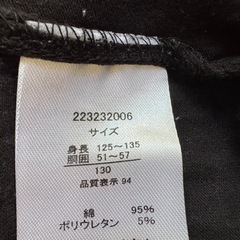 223232006
サイズ
身長 125~135
胴囲 51~57
130
品質表示 94
綿 95%
ポリウレタン 5%